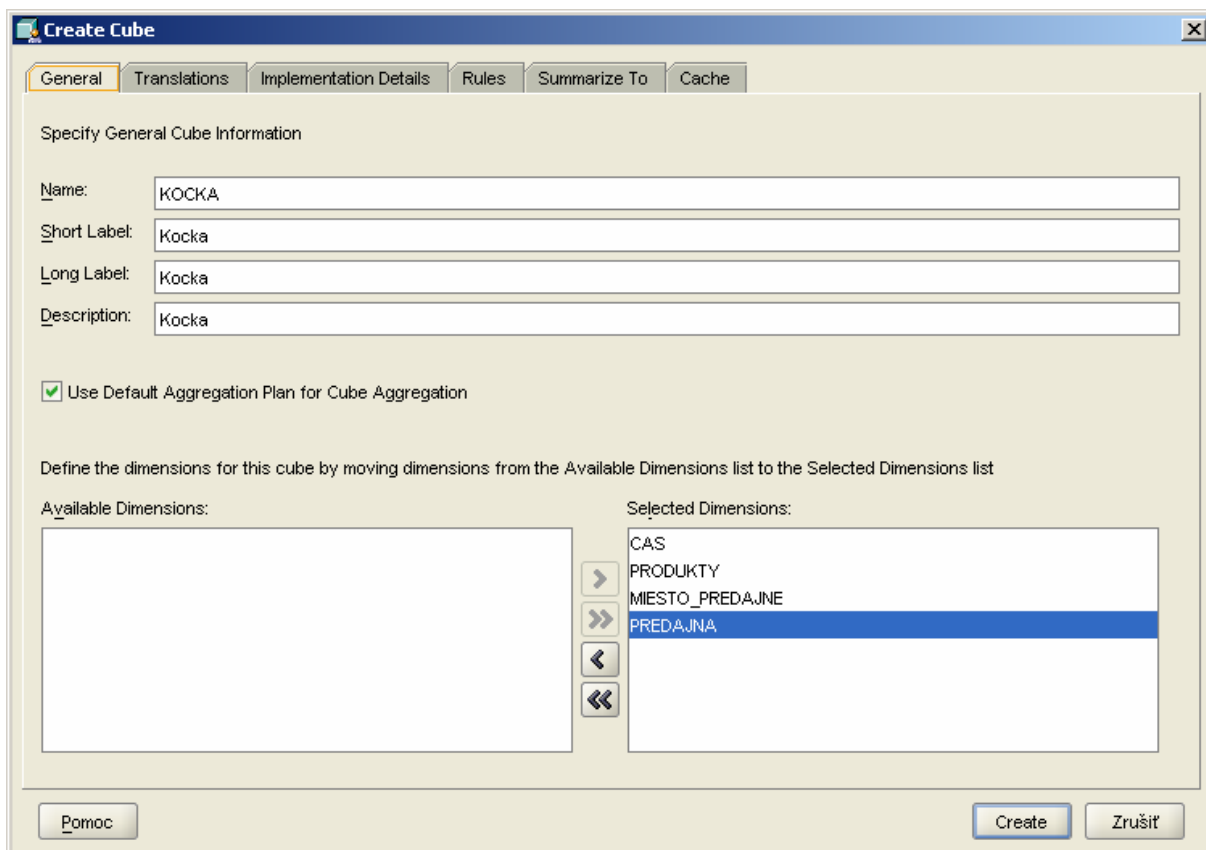 Create Cube
General Translations Implementation Details Rules Summarize To Cache
Specify General Cube Information
Name: KOCKA
Short Label: Kocka
Long Label: Kocka
Description: Kocka
Use Default Aggregation Plan for Cube Aggregation
Define the dimensions for this cube by moving dimensions from the Available Dimensions list to the Selected Dimensions list
Available Dimensions: Selected Dimensions:
CAS
PRODUKTY
MIESTO_PREDAJNE
PREDAJNA
Pomoc Create Zrušiť